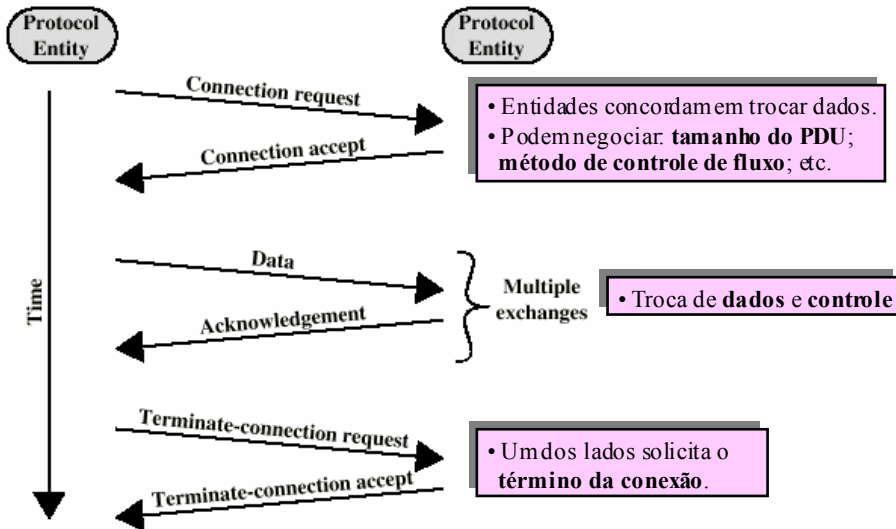 Protocol
Entity
Protocol
Entity
Connection request
• Entidades concordam em trocar dados.
• Podem negociar: tamanho do PDU;
método de controle de fluxo; etc.
Connection accept
Time
Data
Multiple
exchanges
• Troca de dados e controle
Acknowledgement
Terminate-connection request
• Um dos lados solicita o
término da conexão.
Terminate-connection accept